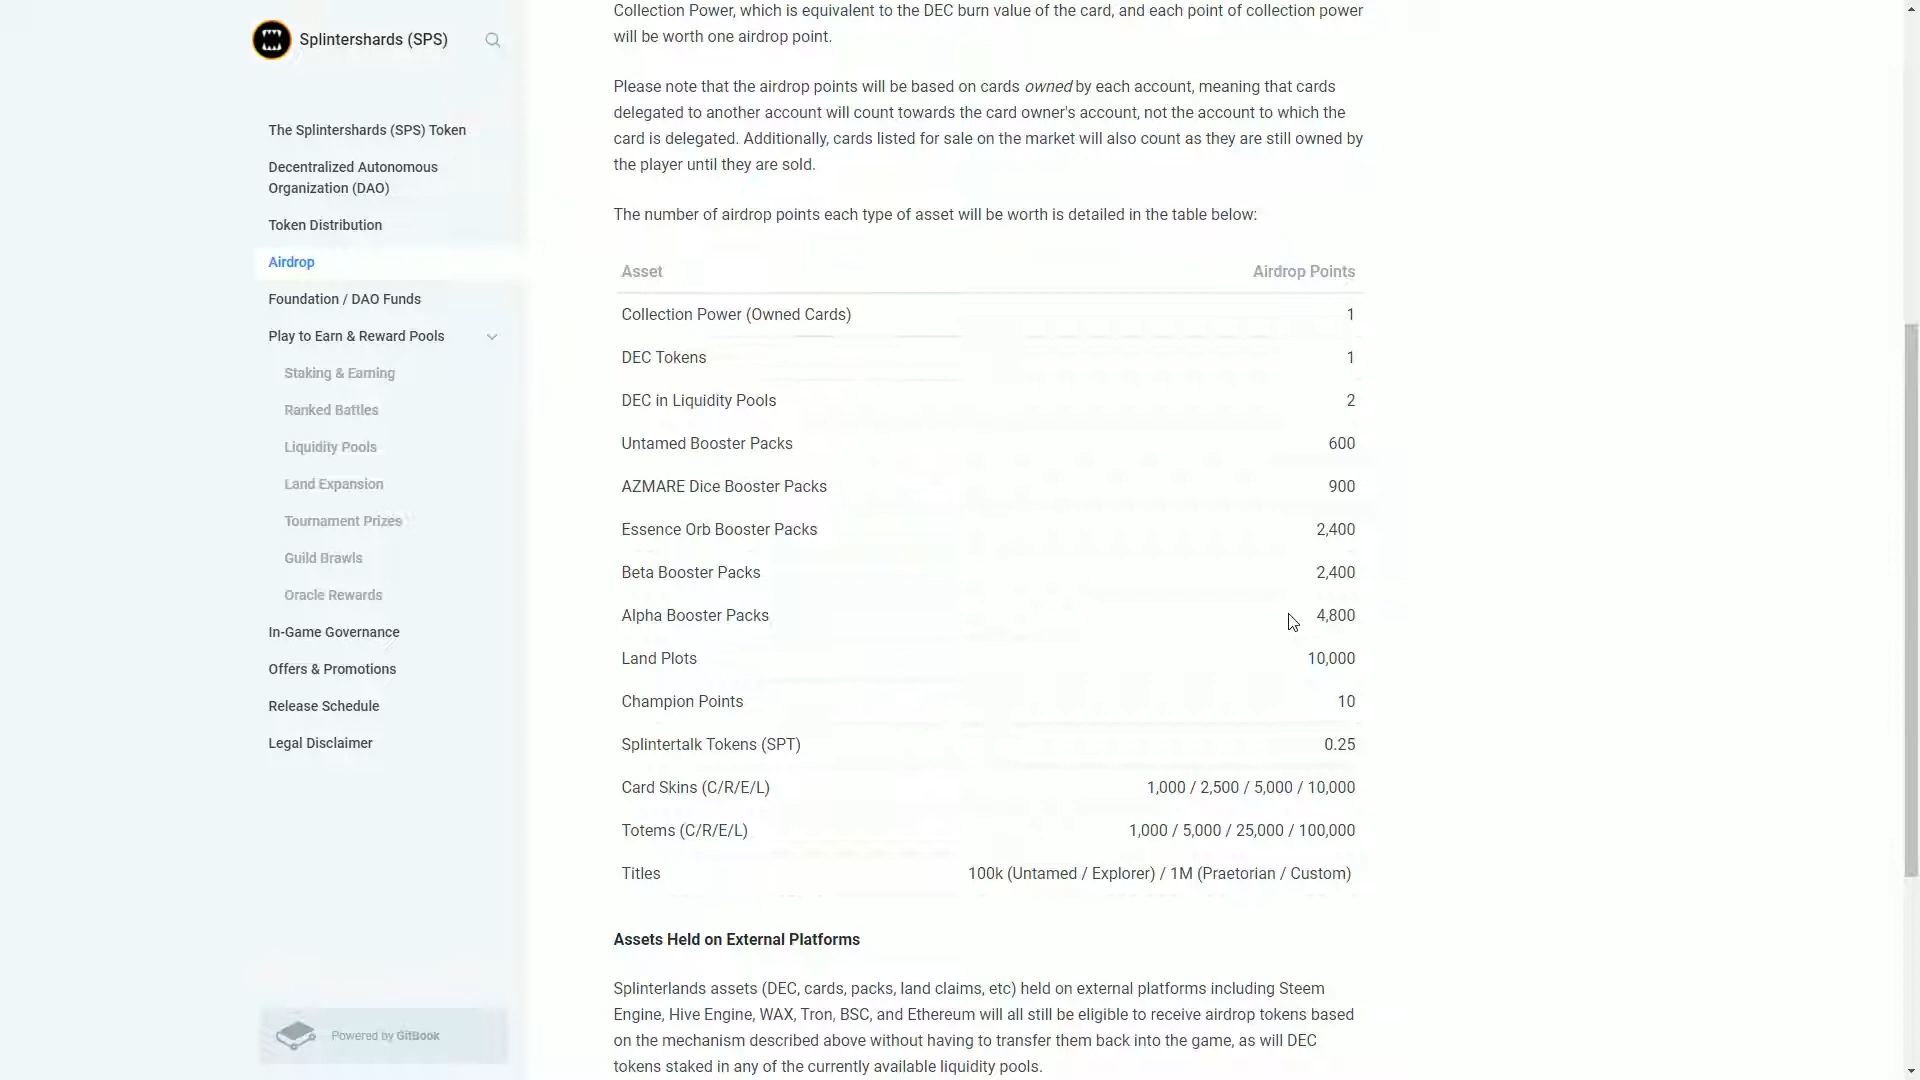 Splintershards (SPS)
The Splintershards (SPS) Token
Decentralized Autonomous
Organization (DAO)
Token Distribution
Airdrop
Foundation / DAO Funds
Play to Earn & Reward Pools
Staking & Earning
Ranked Battles
Liquidity Pools
Land Expansion
Tournament Prizes
Guild Brawls
Oracle Rewards
In-Game Governance
Offers & Promotions
Release Schedule
Legal Disclaimer
Powered by GitBook
Collection Power, which is equivalent to the DEC burn value of the card, and each point of collection power
will be worth one airdrop point.
Please note that the airdrop points will be based on cards owned by each account, meaning that cards
delegated to another account will count towards the card owner's account, not the account to which the
card is delegated. Additionally, cards listed for sale on the market will also count as they are still owned by
the player until they are sold.
The number of airdrop points each type of asset will be worth is detailed in the table below:
Asset Airdrop Points
Collection Power (Owned Cards) 1
DEC Tokens 1
DEC in Liquidity Pools 2
Untamed Booster Packs 600
AZMARE Dice Booster Packs 900
Essence Orb Booster Packs 2,400
Beta Booster Packs 2,400
Alpha Booster Packs 4,800
Land Plots 10,000
Champion Points 10
Splintertalk Tokens (SPT) 0.25
Card Skins (C/R/E/L) 1,000 / 2,500 / 5,000 / 10,000
Totems (C/R/E/L) 1,000 / 5,000 / 25,000 / 100,000
Titles 100k (Untamed / Explorer) / 1M (Praetorian / Custom)
Assets Held on External Platforms
Splinterlands assets (DEC, cards, packs, land claims, etc) held on external platforms including Steem
Engine, Hive Engine, WAX, Tron, BSC, and Ethereum will all still be eligible to receive airdrop tokens based
on the mechanism described above without having to transfer them back into the game, as will DEC
tokens staked in any of the currently available liquidity pools.